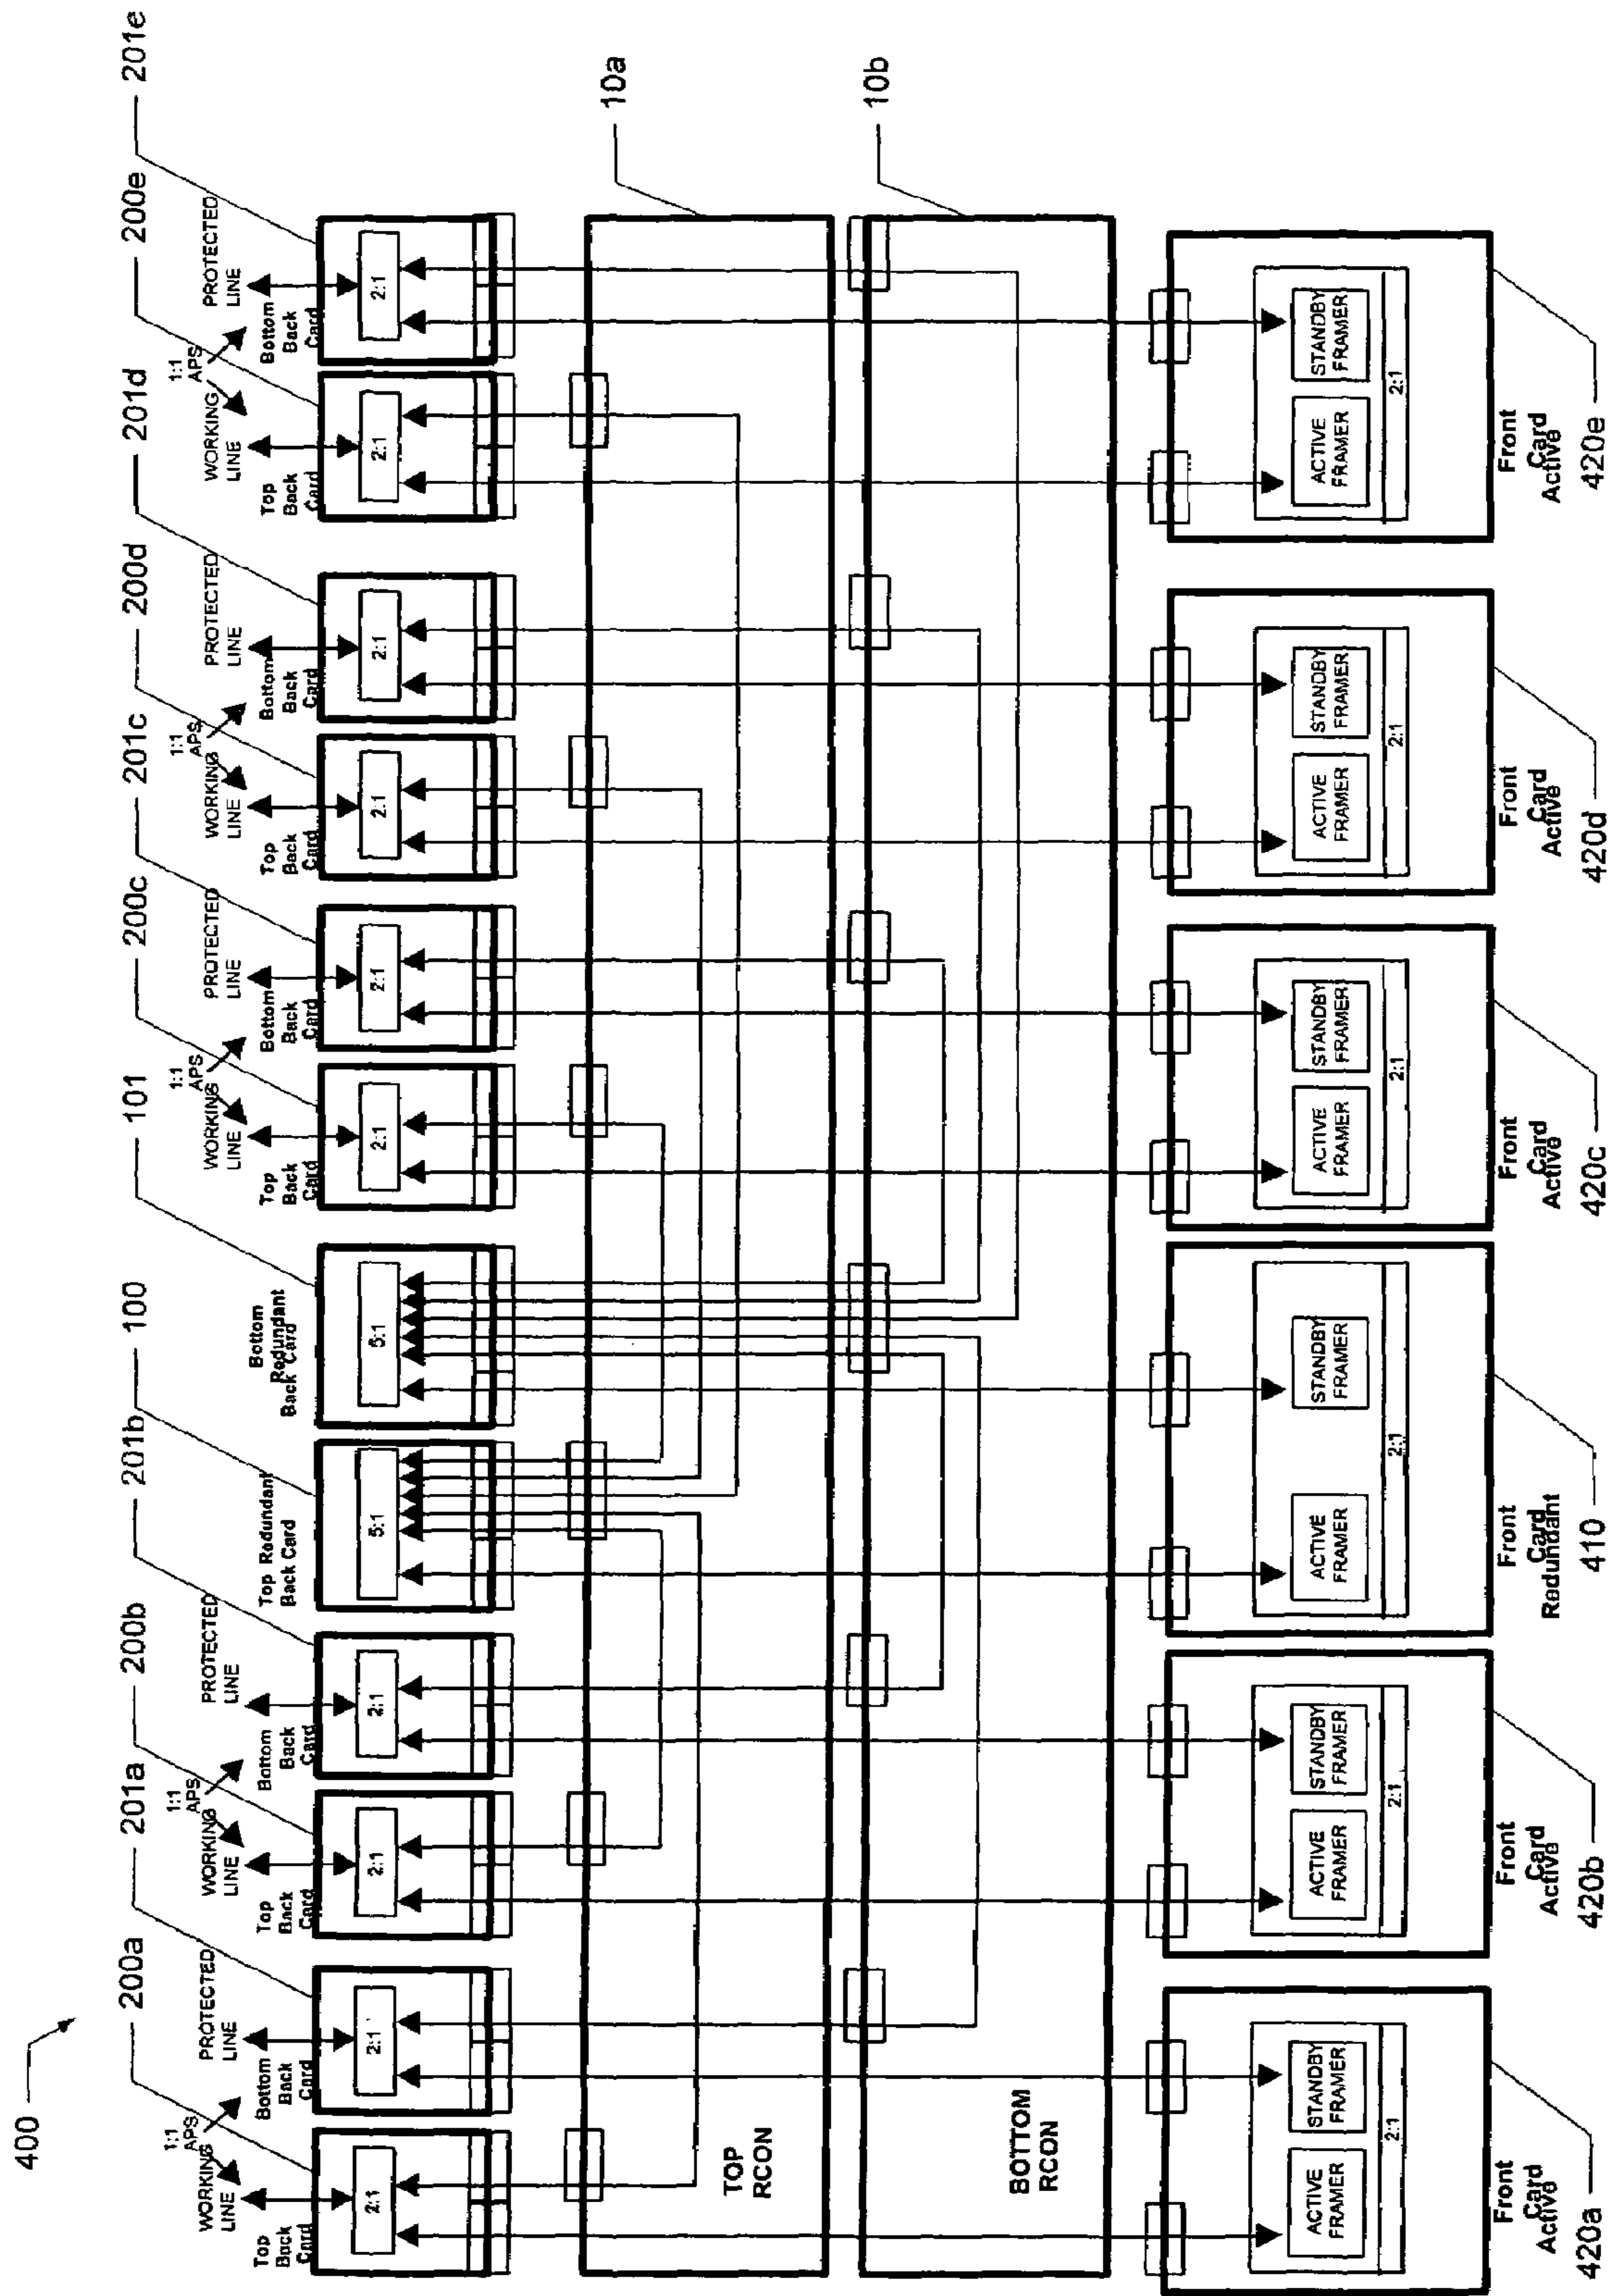 400
200a
201a
200b
201b
100
101
200c
201c
200d
201d
200e
201e
1:1
APS
1:1
APS
1:1
APS
1:1
APS
1:1
APS
WORKING
LINE
PROTECTED
LINE
WORKING
LINE
PROTECTED
LINE
WORKING
LINE
PROTECTED
LINE
WORKING
LINE
PROTECTED
LINE
WORKING
LINE
PROTECTED
LINE
Top
Back
Card
Bottom
Back
Card
Top
Back
Card
Bottom
Back
Card
Top Redundant
Back Card
Bottom
Redundant
Back Card
Top
Back
Card
Bottom
Back
Card
Top
Back
Card
Bottom
Back
Card
Top
Back
Card
Bottom
Back
Card
2:1
2:1
2:1
2:1
5:1
5:1
2:1
2:1
2:1
2:1
2:1
2:1
TOP
RCON
10a
BOTTOM
RCON
10b
ACTIVE
FRAMER
STANDBY
FRAMER
2:1
ACTIVE
FRAMER
STANDBY
FRAMER
2:1
ACTIVE
FRAMER
STANDBY
FRAMER
2:1
ACTIVE
FRAMER
STANDBY
FRAMER
2:1
ACTIVE
FRAMER
STANDBY
FRAMER
2:1
ACTIVE
FRAMER
STANDBY
FRAMER
2:1
Front
Card
Active
420a
Front
Card
Active
420b
Front
Card
Redundant
410
Front
Card
Active
420c
Front
Card
Active
420d
Front
Card
Active
420e